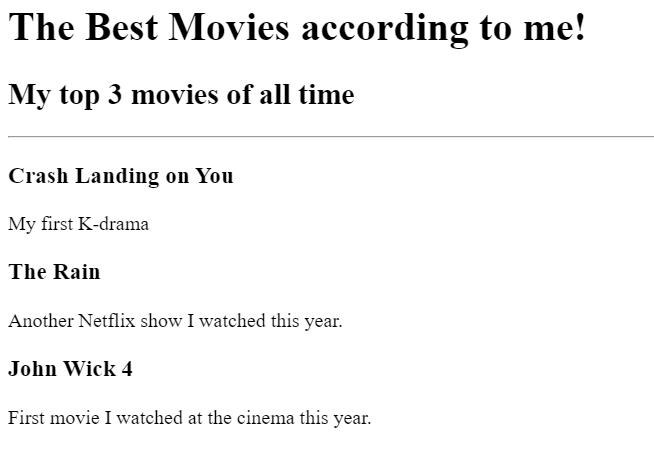 The Best Movies according to me!
My top 3 movies of all time
Crash Landing on You
My first K-drama
The Rain
Another Netflix show I watched this year.
John Wick 4
First movie I watched at the cinema this year.